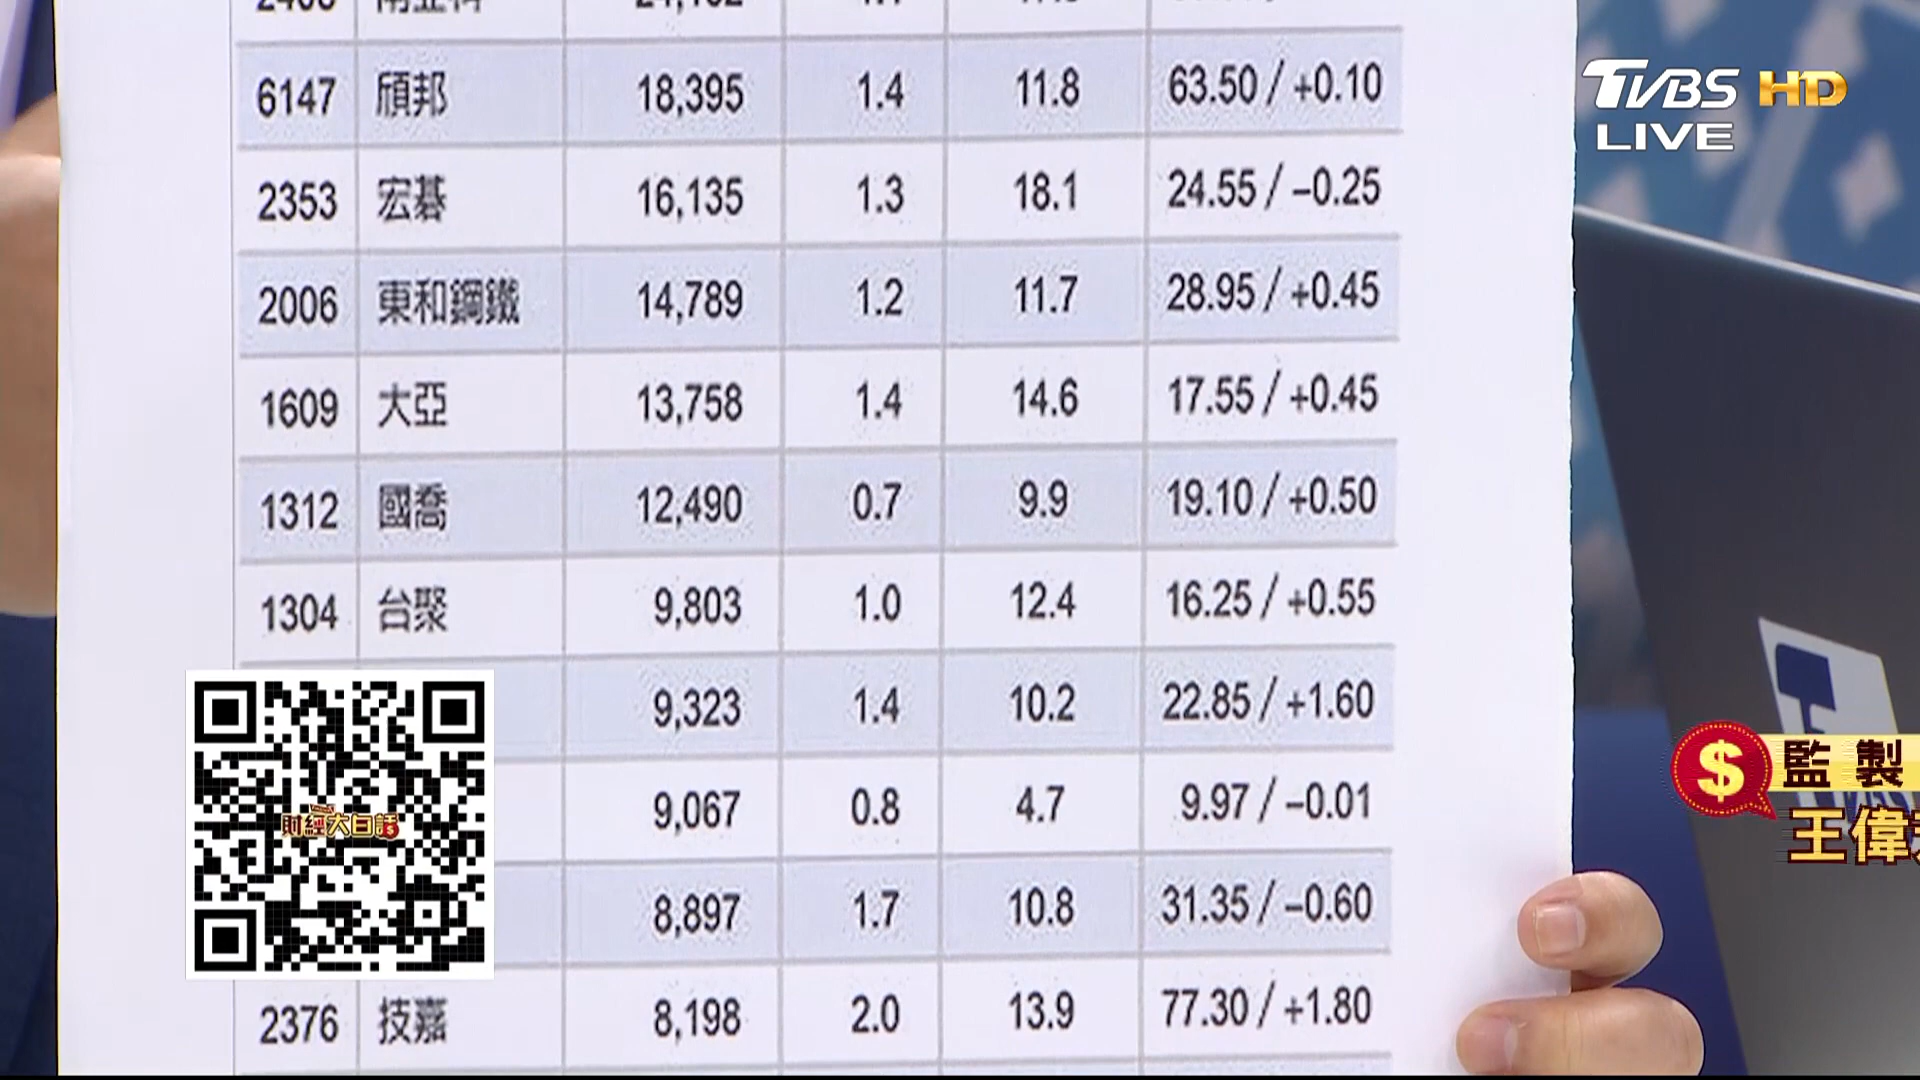 TVBS HD
LIVE
2408 南亞科
6147 頎邦 18,395 1.4 11.8 63.50 / +0.10
2353 宏碁 16,135 1.3 18.1 24.55 / −0.25
2006 東和鋼鐵 14,789 1.2 11.7 28.95 / +0.45
1609 大亞 13,758 1.4 14.6 17.55 / +0.45
1312 國喬 12,490 0.7 9.9 19.10 / +0.50
1304 台聚 9,803 1.0 12.4 16.25 / +0.55
9,323 1.4 10.2 22.85 / +1.60
9,067 0.8 4.7 9.97 / −0.01
8,897 1.7 10.8 31.35 / −0.60
2376 技嘉 8,198 2.0 13.9 77.30 / +1.80
財經大白話
$ 監製
王偉